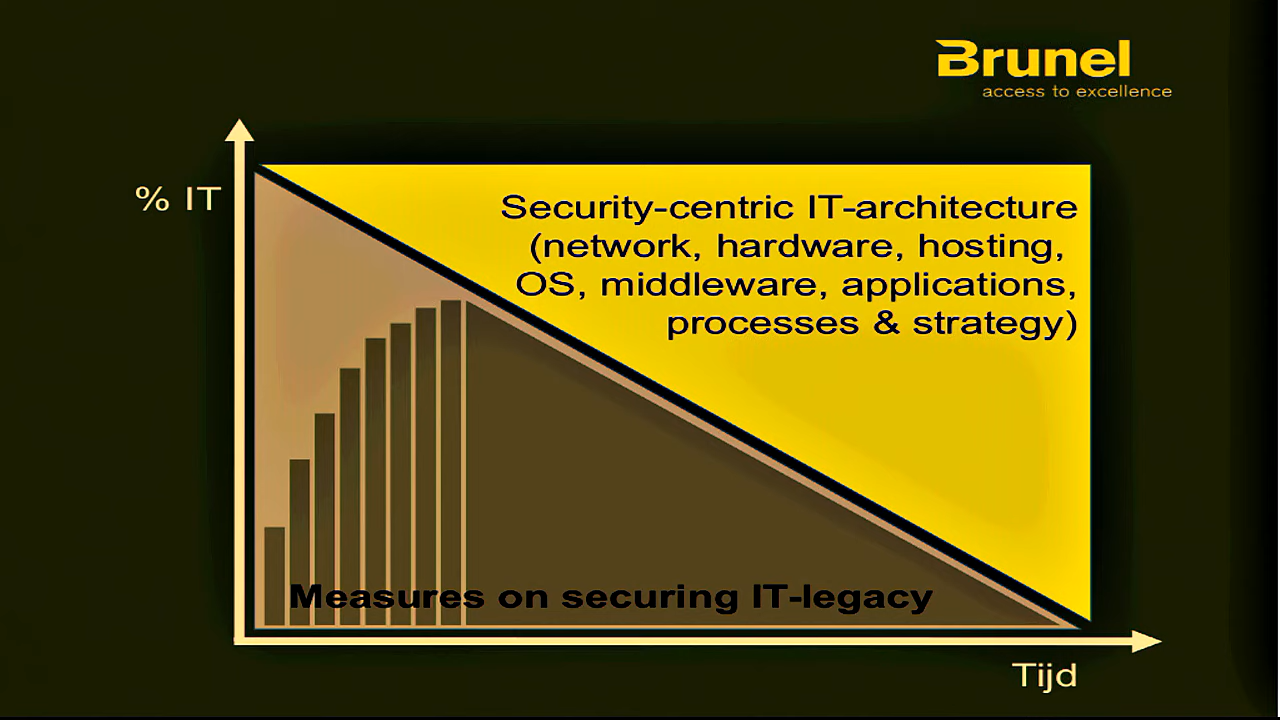 Brunel
access to excellence
% IT
Security-centric IT-architecture
(network, hardware, hosting,
OS, middleware, applications,
processes & strategy)
Measures on securing IT-legacy
Tijd